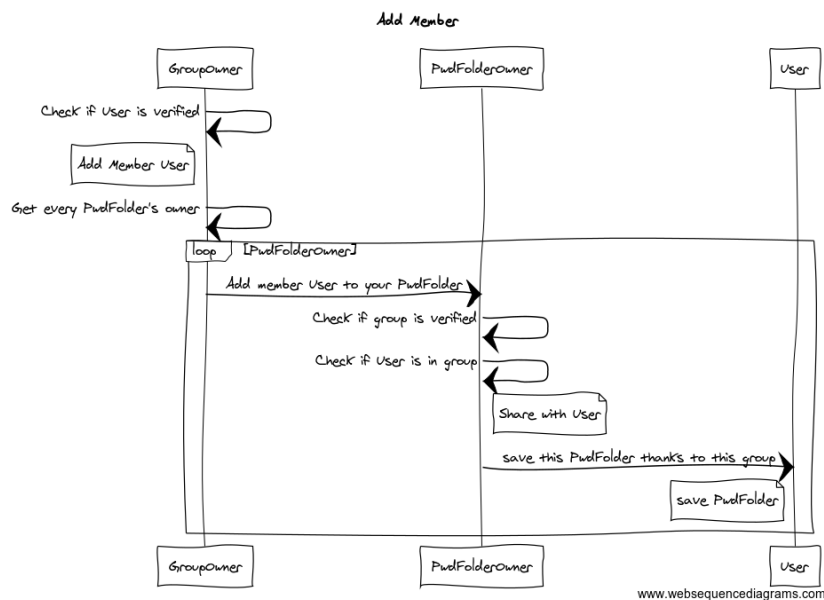 Add Member
GroupOwner PwdFolderOwner User
Check if User is verified
Add Member User
Get every PwdFolder's owner
loop [PwdFolderOwner]
Add member User to your PwdFolder
Check if group is verified
Check if User is in group
Share with User
save this PwdFolder thanks to this group
save PwdFolder
GroupOwner PwdFolderOwner User
www.websequencediagrams.com